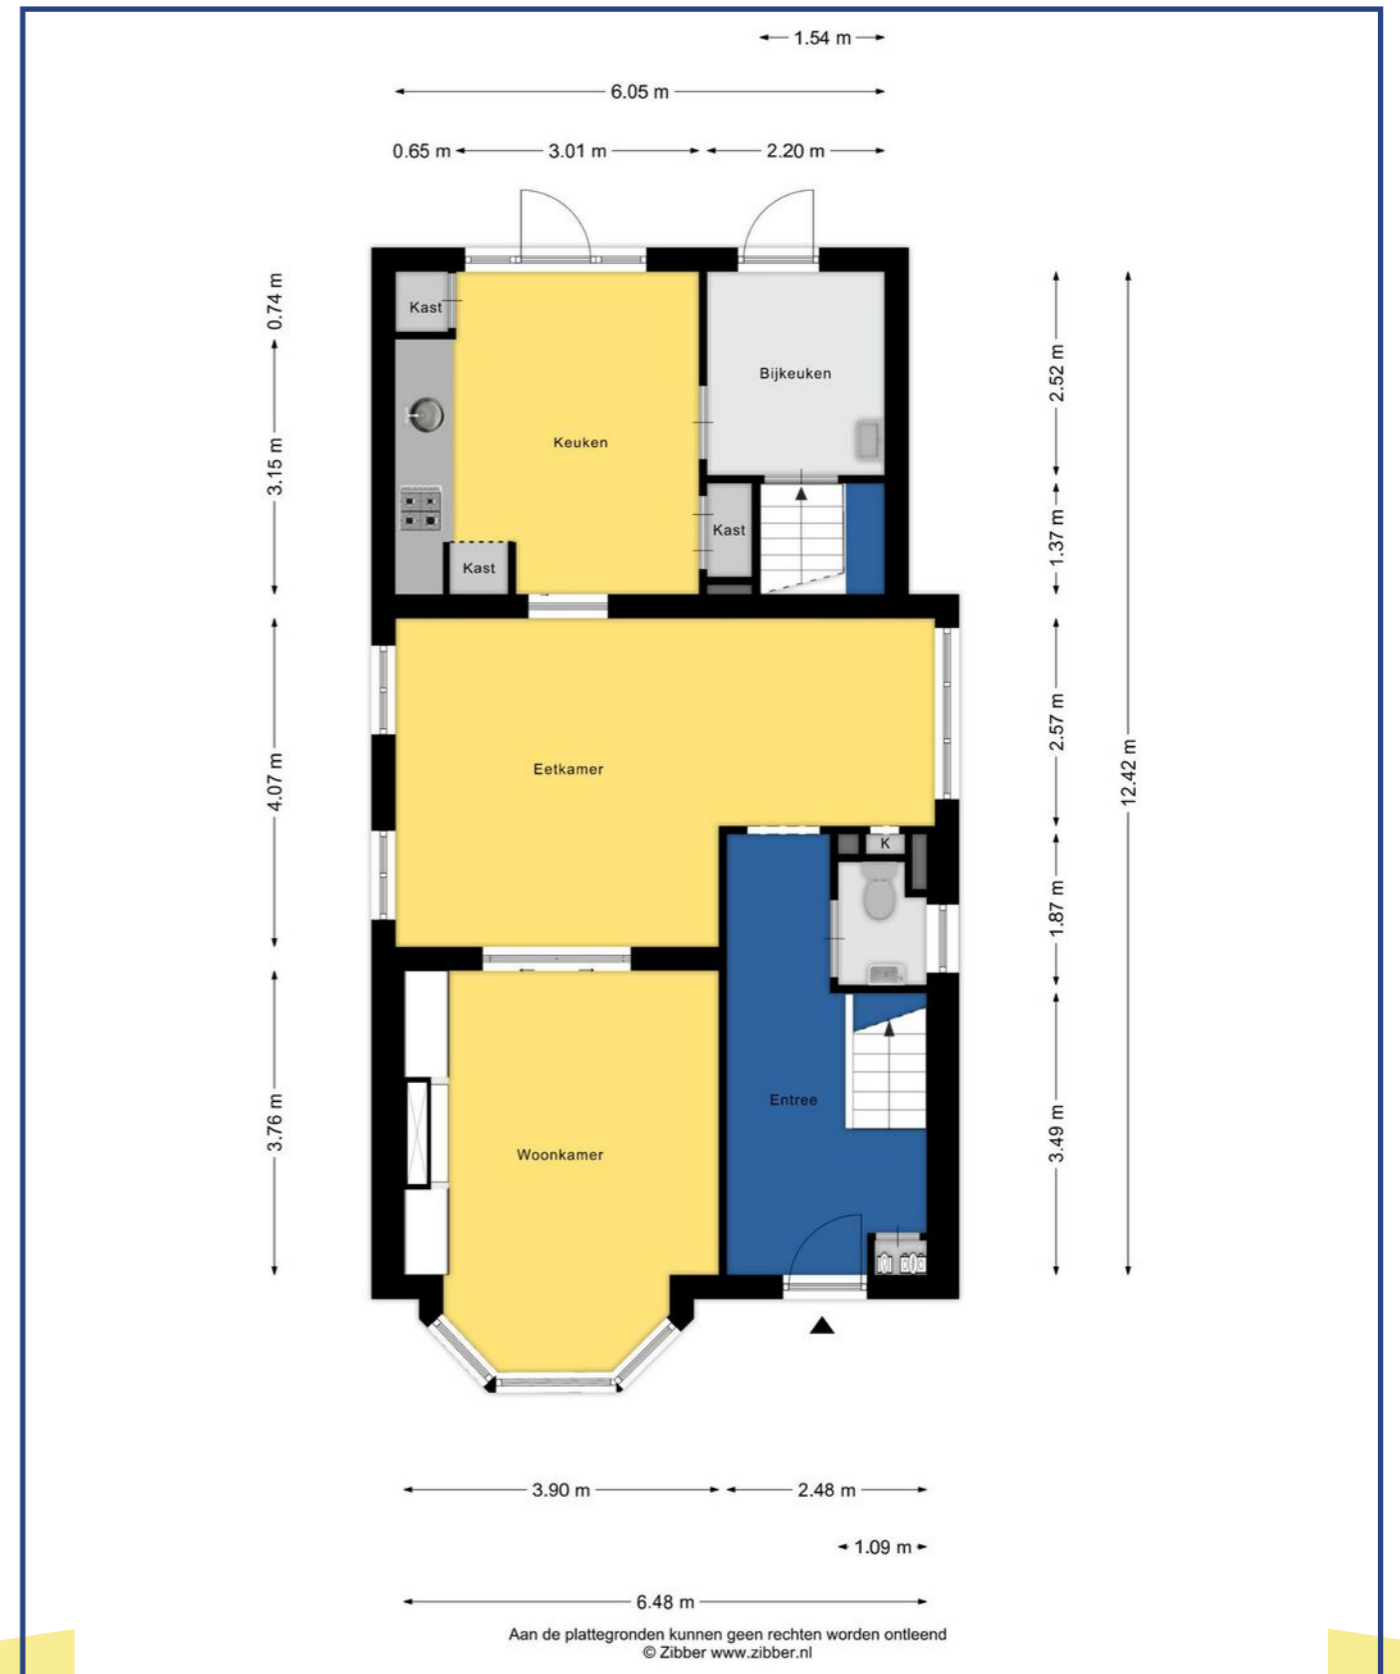 1.54 m
6.05 m
0.65 m
3.01 m
2.20 m
0.74 m
Kast
Bijkeuken
2.52 m
Keuken
3.15 m
Kast
1.37 m
Kast
2.57 m
Eetkamer
4.07 m
12.42 m
K
1.87 m
Entree
3.76 m
3.49 m
Woonkamer
3.90 m
2.48 m
1.09 m
6.48 m
Aan de plattegronden kunnen geen rechten worden ontleend
© Zibber www.zibber.nl